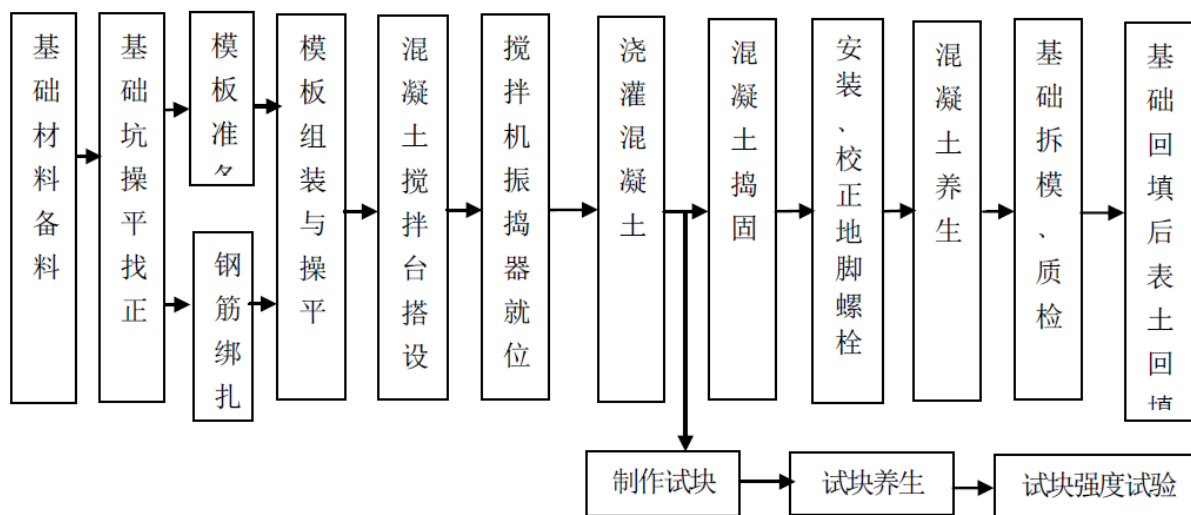 基础材料备料
基础坑操平找正
模板准
钢筋绑扎
模板组装与操平
混凝土搅拌台搭设
搅拌机振捣器就位
浇灌混凝土
混凝土捣固
安装、校正地脚螺栓
混凝土养生
基础拆模、质检
基础回填后表土回填
制作试块
试块养生
试块强度试验